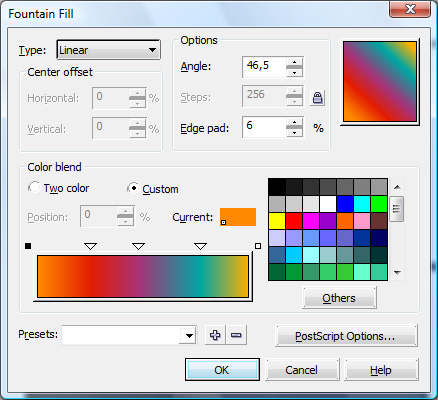 Fountain Fill
Type: Linear
Options
Angle: 46,5
Steps: 256
Edge pad: 6 %
Center offset
Horizontal: 0 %
Vertical: 0 %
Color blend
Two color Custom
Position: 0 % Current:
Others
Presets:
PostScript Options...
OK Cancel Help